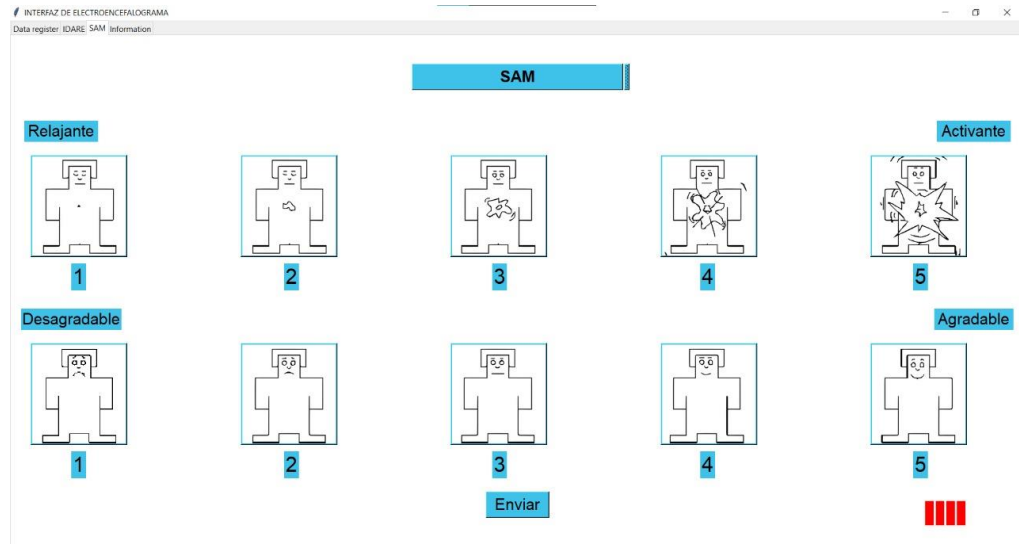 INTERFAZ DE ELECTROENCEFALOGRAMA
Data register IDARE SAM Information
SAM
Relajante Activante
1 2 3 4 5
Desagradable Agradable
1 2 3 4 5
Enviar